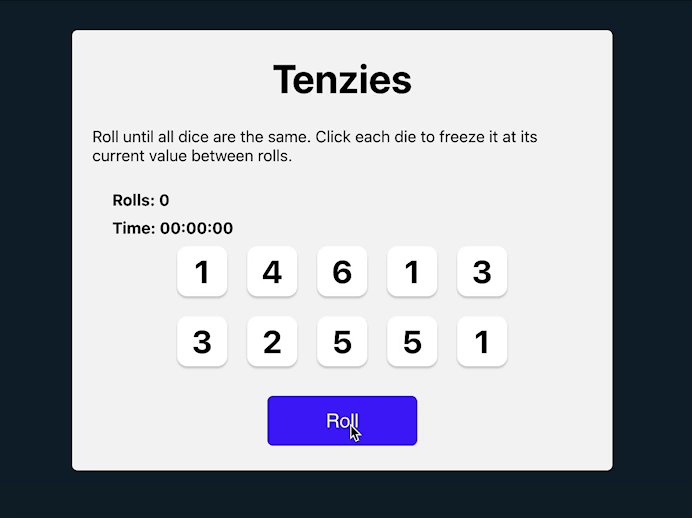 Tenzies
Roll until all dice are the same. Click each die to freeze it at its
current value between rolls.
Rolls: 0
Time: 00:00:00
1 4 6 1 3
3 2 5 5 1
Roll